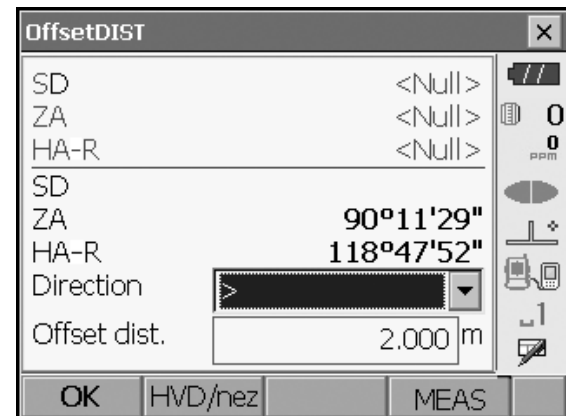 OffsetDIST
SD <Null>
ZA <Null>
HA-R <Null>
SD
ZA 90°11'29"
HA-R 118°47'52"
Direction >
Offset dist. 2.000 m
0
0
PPM
1
OK HVD/nez MEAS